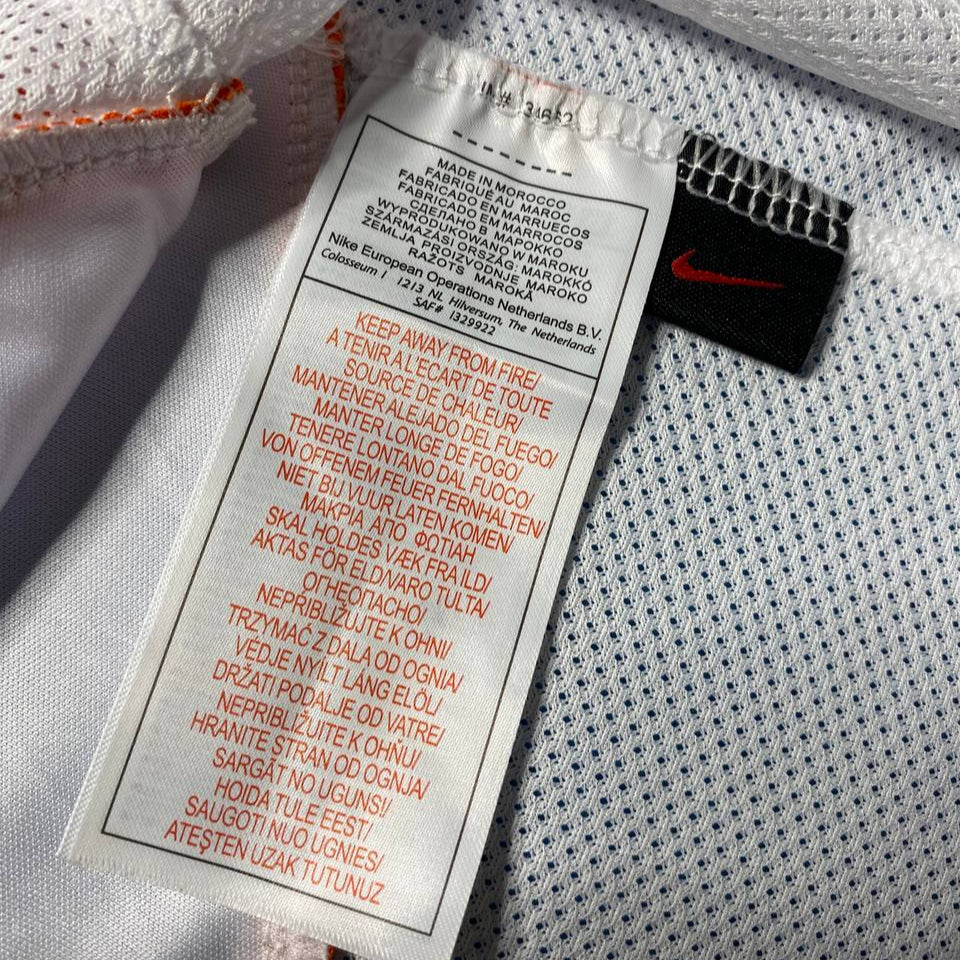 MADE IN MOROCCO
FABRIQUÉ AU MAROC
FABRICADO EN MARRUECOS
FABRICADO EM MARROCOS
СДЕЛАНО В МАРОККО
WYPRODUKOWANO W MAROKU
SZÁRMAZÁSI ORSZÁG: MAROKKÓ
ZEMLJA PROIZVODNJE MAROKO
RAŽOTS MAROKĀ
Nike European Operations Netherlands B.V.
Colosseum 1 1213 NL Hilversum, The Netherlands
SAF# 1329922
KEEP AWAY FROM FIRE/
A TENIR A L'ECART DE TOUTE
SOURCE DE CHALEUR/
MANTENER ALEJADO DEL FUEGO/
MANTER LONGE DE FOGO/
TENERE LONTANO DAL FUOCO/
VON OFFENEM FEUER FERNHALTEN/
NIET BIJ VUUR LATEN KOMEN/
ΜΑΚΡΙΑ ΑΠΟ ΦΩΤΙΑΗ
SKAL HOLDES VÆK FRA ILD/
AKTAS FÖR ELD/VARO TULTA/
ОГНЕОПАСНО/
NEPRIBLIŽUJTE K OHNI/
TRZYMAĆ Z DALA OD OGNIA/
VEDJE NYÍLT LÁNG ELÖL/
DRŽATI PODALJE OD VATRE/
NEPRIBLIŽUITE K OHŇU/
HRANITE STRAN OD OGNJA/
SARGĀT NO UGUNS!/
HOIDA TULE EEST/
SAUGOTI NUO UGNIES/
ATEŞTEN UZAK TUTUNUZ